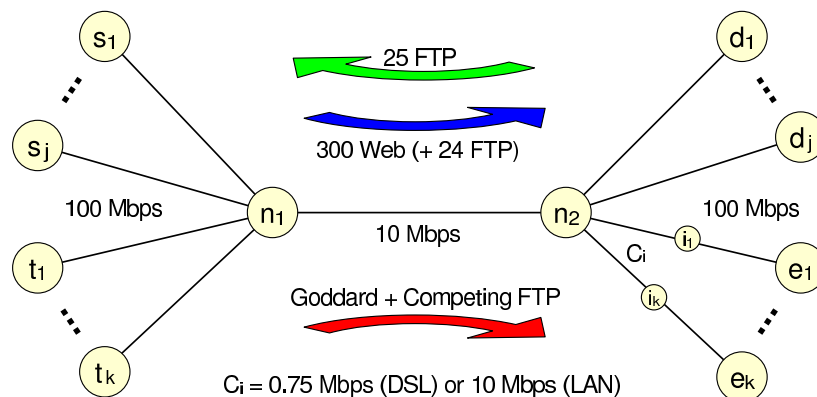 s1
d1
25 FTP
sj
dj
300 Web (+ 24 FTP)
100 Mbps
n1
n2
100 Mbps
10 Mbps
i1
Ci
t1
e1
Goddard + Competing FTP
ik
tk
ek
Ci = 0.75 Mbps (DSL) or 10 Mbps (LAN)